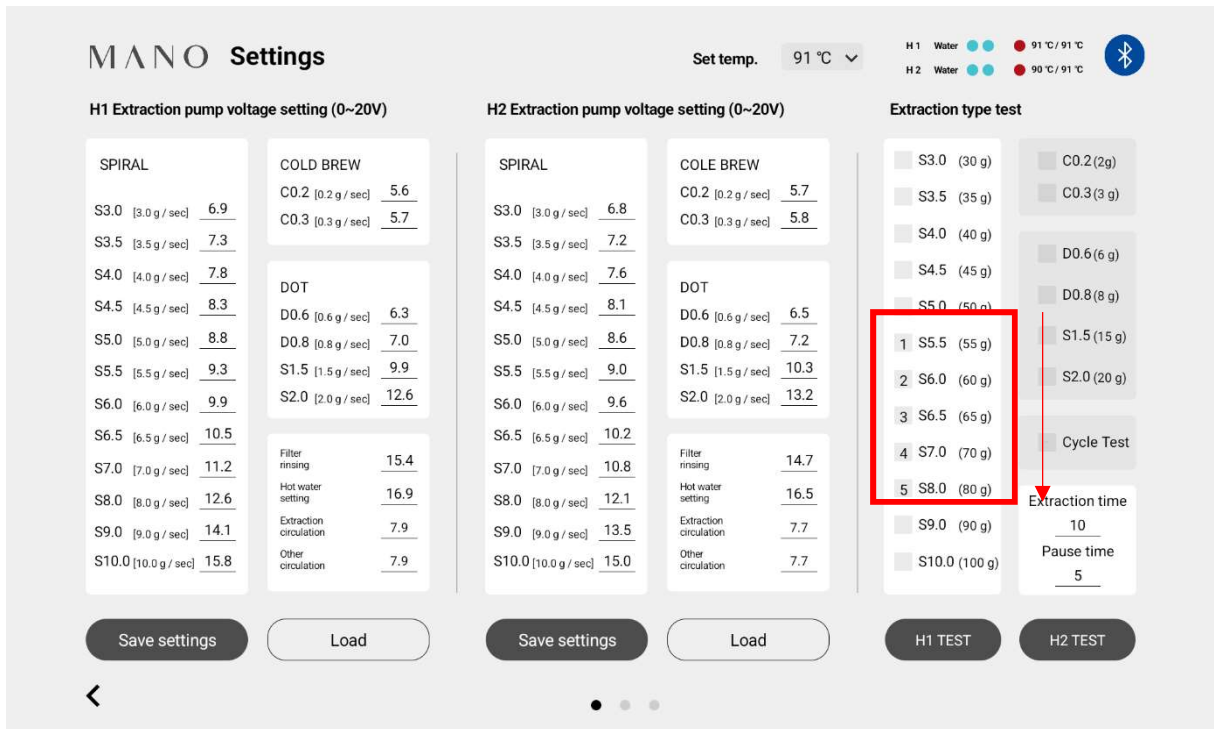 MANO Settings
Set temp. 91 ℃
H 1 Water 91 ℃ / 91 ℃
H 2 Water 90 ℃ / 91 ℃
H1 Extraction pump voltage setting (0~20V)
SPIRAL
S3.0 [3.0 g / sec] 6.9
S3.5 [3.5 g / sec] 7.3
S4.0 [4.0 g / sec] 7.8
S4.5 [4.5 g / sec] 8.3
S5.0 [5.0 g / sec] 8.8
S5.5 [5.5 g / sec] 9.3
S6.0 [6.0 g / sec] 9.9
S6.5 [6.5 g / sec] 10.5
S7.0 [7.0 g / sec] 11.2
S8.0 [8.0 g / sec] 12.6
S9.0 [9.0 g / sec] 14.1
S10.0 [10.0 g / sec] 15.8
COLD BREW
C0.2 [0.2 g / sec] 5.6
C0.3 [0.3 g / sec] 5.7
DOT
D0.6 [0.6 g / sec] 6.3
D0.8 [0.8 g / sec] 7.0
S1.5 [1.5 g / sec] 9.9
S2.0 [2.0 g / sec] 12.6
Filter
rinsing 15.4
Hot water
setting 16.9
Extraction
circulation 7.9
Other
circulation 7.9
Save settings
Load
H2 Extraction pump voltage setting (0~20V)
SPIRAL
S3.0 [3.0 g / sec] 6.8
S3.5 [3.5 g / sec] 7.2
S4.0 [4.0 g / sec] 7.6
S4.5 [4.5 g / sec] 8.1
S5.0 [5.0 g / sec] 8.6
S5.5 [5.5 g / sec] 9.0
S6.0 [6.0 g / sec] 9.6
S6.5 [6.5 g / sec] 10.2
S7.0 [7.0 g / sec] 10.8
S8.0 [8.0 g / sec] 12.1
S9.0 [9.0 g / sec] 13.5
S10.0 [10.0 g / sec] 15.0
COLE BREW
C0.2 [0.2 g / sec] 5.7
C0.3 [0.3 g / sec] 5.8
DOT
D0.6 [0.6 g / sec] 6.5
D0.8 [0.8 g / sec] 7.2
S1.5 [1.5 g / sec] 10.3
S2.0 [2.0 g / sec] 13.2
Filter
rinsing 14.7
Hot water
setting 16.5
Extraction
circulation 7.7
Other
circulation 7.7
Save settings
Load
Extraction type test
S3.0 (30 g)
S3.5 (35 g)
S4.0 (40 g)
S4.5 (45 g)
S5.0 (50 g)
1 S5.5 (55 g)
2 S6.0 (60 g)
3 S6.5 (65 g)
4 S7.0 (70 g)
5 S8.0 (80 g)
S9.0 (90 g)
S10.0 (100 g)
C0.2 (2g)
C0.3 (3 g)
D0.6 (6 g)
D0.8 (8 g)
S1.5 (15 g)
S2.0 (20 g)
Cycle Test
Extraction time
10
Pause time
5
H1 TEST
H2 TEST